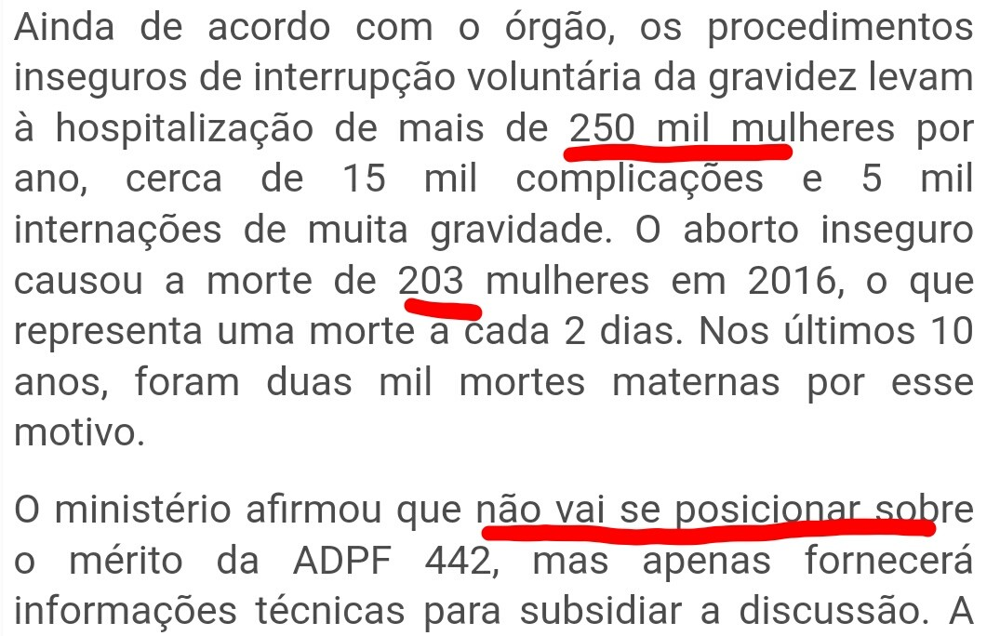 Ainda de acordo com o órgão, os procedimentos
inseguros de interrupção voluntária da gravidez levam
à hospitalização de mais de 250 mil mulheres por
ano, cerca de 15 mil complicações e 5 mil
internações de muita gravidade. O aborto inseguro
causou a morte de 203 mulheres em 2016, o que
representa uma morte a cada 2 dias. Nos últimos 10
anos, foram duas mil mortes maternas por esse
motivo.
O ministério afirmou que não vai se posicionar sobre
o mérito da ADPF 442, mas apenas fornecerá
informações técnicas para subsidiar a discussão. A